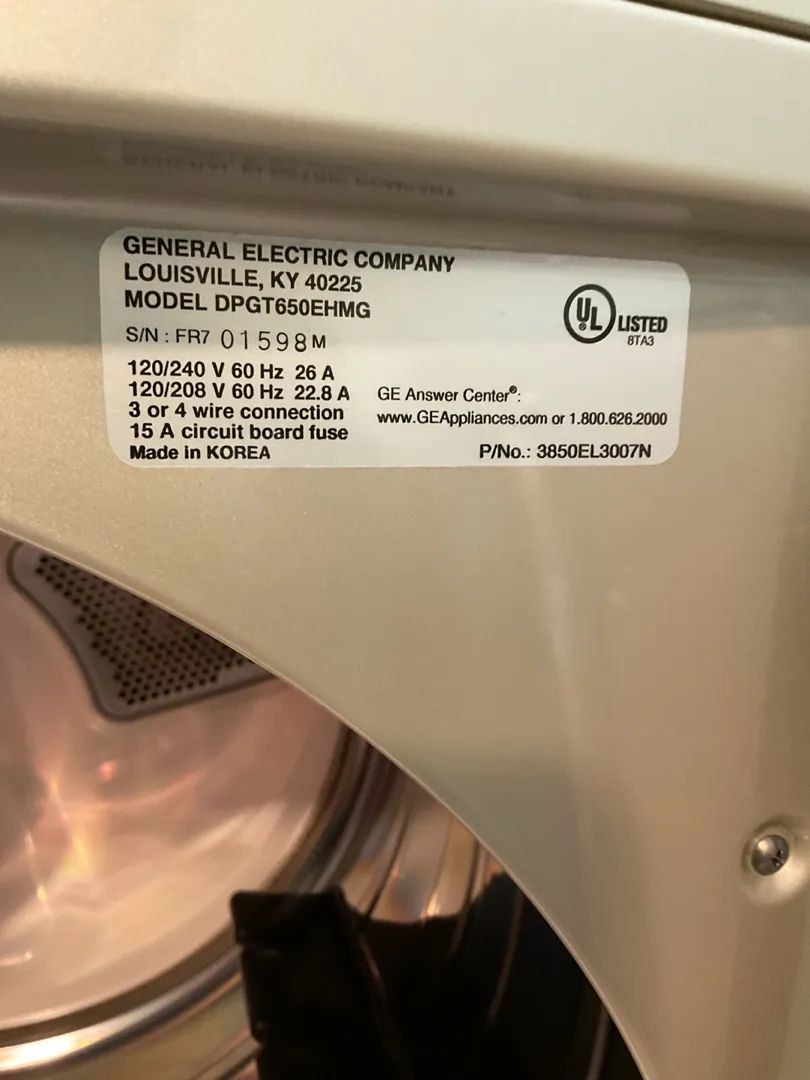 GENERAL ELECTRIC COMPANY
LOUISVILLE, KY 40225
MODEL DPGT650EHMG
S/N : FR7 01598M
120/240 V 60 Hz 26 A
120/208 V 60 Hz 22.8 A
3 or 4 wire connection
15 A circuit board fuse
Made in KOREA
UL LISTED
8TA3
GE Answer Center®:
www.GEAppliances.com or 1.800.626.2000
P/No.: 3850EL3007N